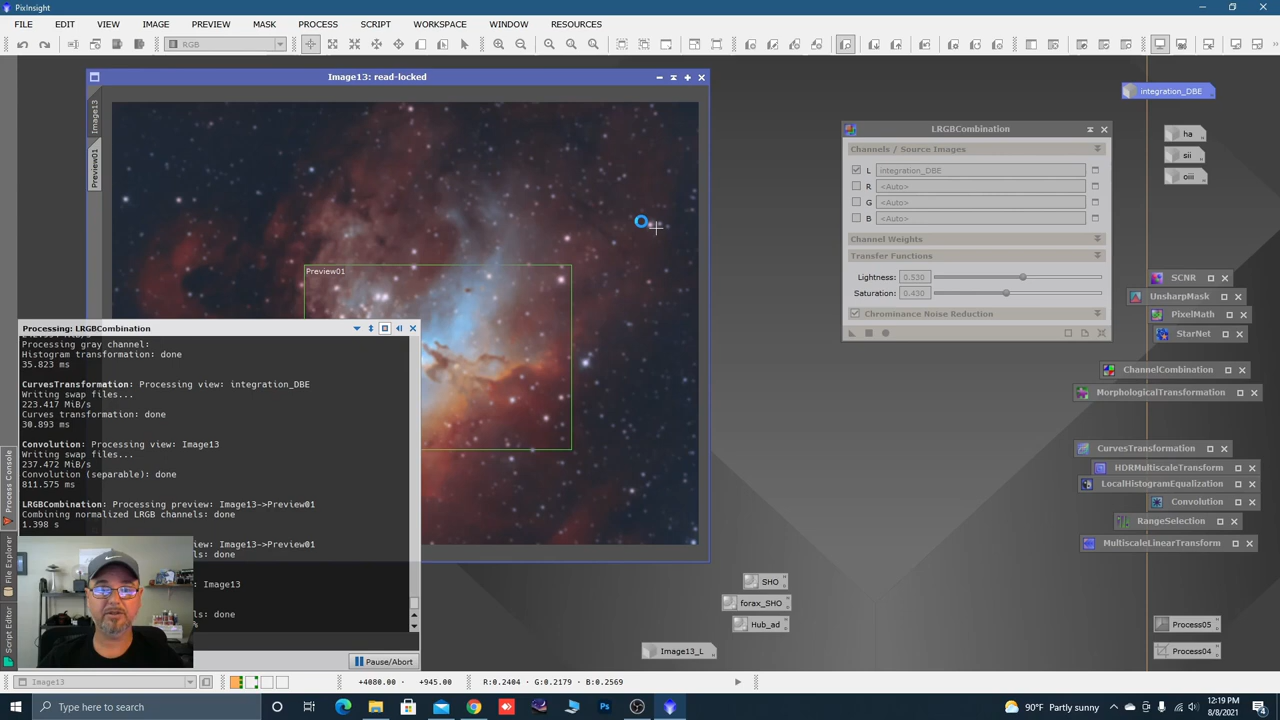 PixInsight
FILE EDIT VIEW IMAGE PREVIEW MASK PROCESS SCRIPT WORKSPACE WINDOW RESOURCES
RGB
Image13: read-locked
Image13
Preview01
Preview01
integration_DBE
ha
sii
oiii
LRGBCombination
Channels / Source Images
L integration_DBE
R <Auto>
G <Auto>
B <Auto>
Channel Weights
Transfer Functions
Lightness: 0.530
Saturation: 0.430
Chrominance Noise Reduction
SCNR
UnsharpMask
PixelMath
StarNet
ChannelCombination
MorphologicalTransformation
CurvesTransformation
HDRMultiscaleTransform
LocalHistogramEqualization
Convolution
RangeSelection
MultiscaleLinearTransform
Process05
Process04
SHO
forax_SHO
Hub_ad
Image13_L
Processing: LRGBCombination
Processing gray channel:
Histogram transformation: done
35.823 ms
CurvesTransformation: Processing view: integration_DBE
Writing swap files...
223.417 MiB/s
Curves transformation: done
30.893 ms
Convolution: Processing view: Image13
Writing swap files...
237.472 MiB/s
Convolution (separable): done
811.575 ms
LRGBCombination: Processing preview: Image13->Preview01
Combining normalized LRGB channels: done
1.398 s
Processing preview: Image13->Preview01
ls: done
Image13
ls: done
%
Pause/Abort
Process Console
File Explorer
Script Editor
Image13
+4080.00 +945.00 R:0.2404 G:0.2179 B:0.2569
Type here to search
Ps
90°F Partly sunny
12:19 PM
8/8/2021
4